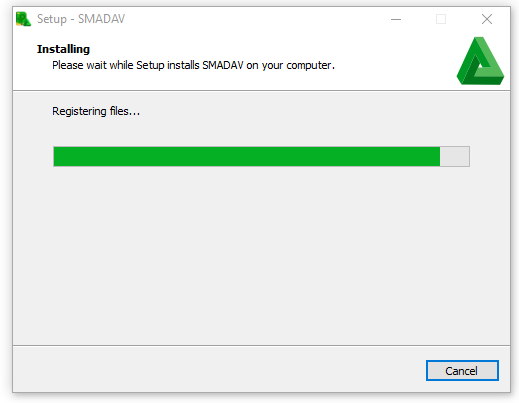 Setup - SMADAV
Installing
Please wait while Setup installs SMADAV on your computer.
Registering files...
Cancel